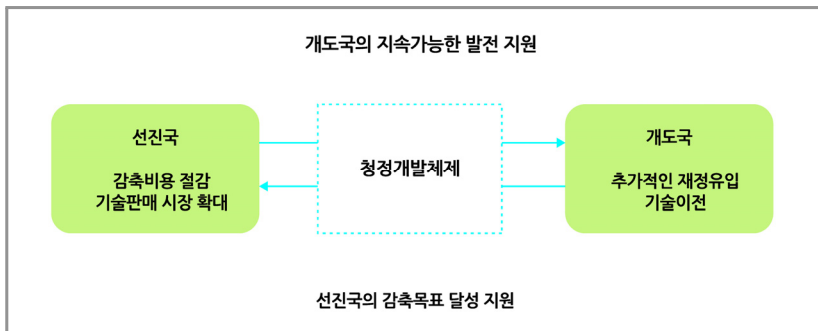 개도국의 지속가능한 발전 지원
선진국
감축비용 절감
기술판매 시장 확대
청정개발체제
개도국
추가적인 재정유입
기술이전
선진국의 감축목표 달성 지원